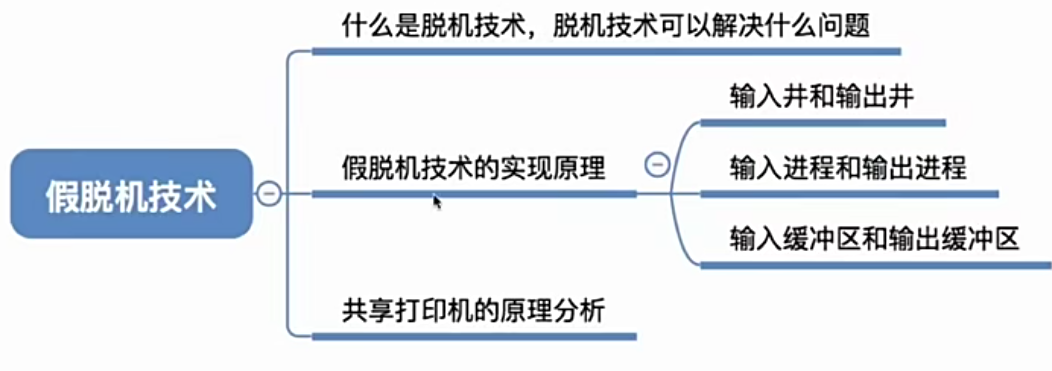 什么是脱机技术，脱机技术可以解决什么问题
输入井和输出井
假脱机技术的实现原理
输入进程和输出进程
假脱机技术
输入缓冲区和输出缓冲区
共享打印机的原理分析